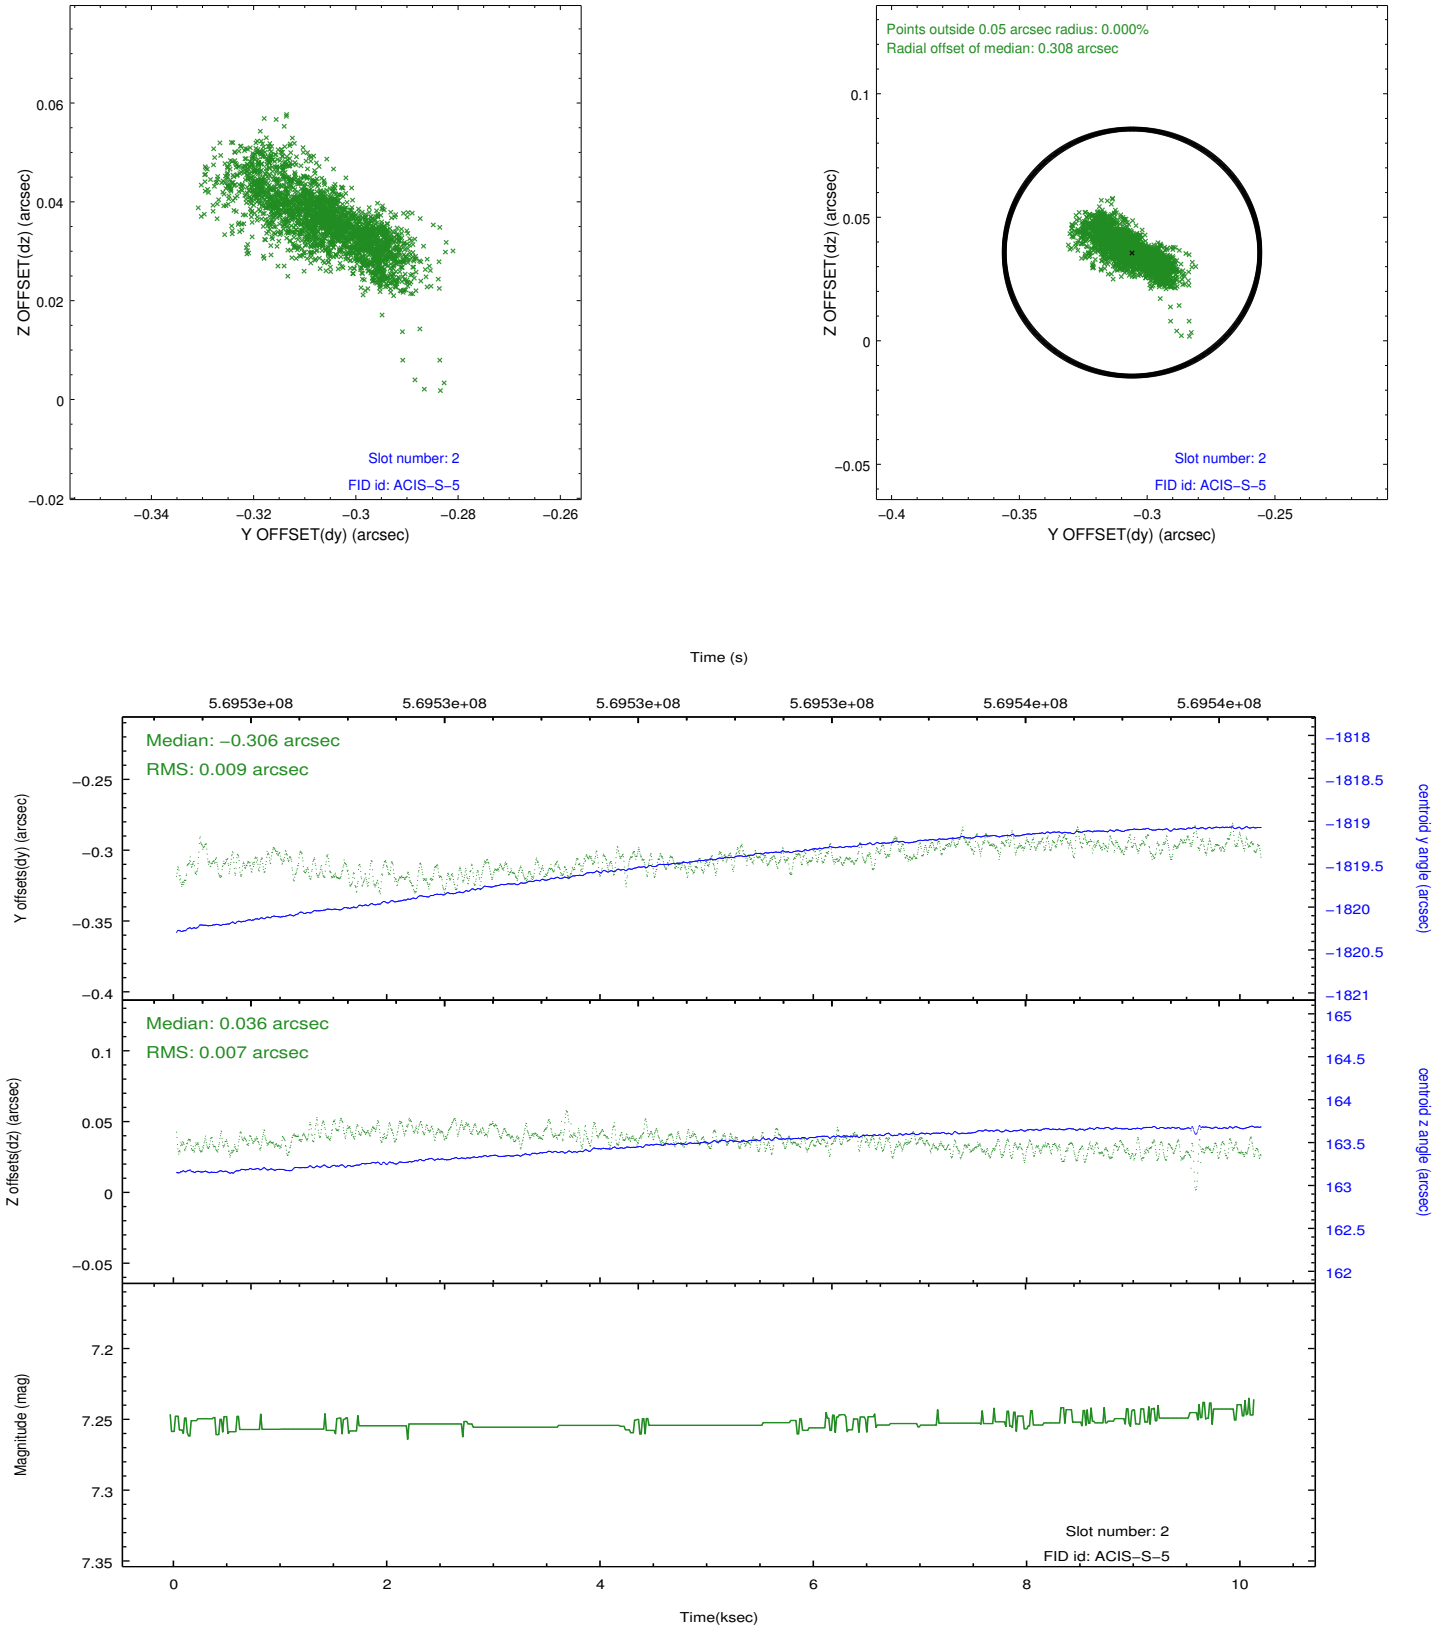 0.06
0.04
0.02
0
−0.02
Z OFFSET(dz) (arcsec)
Slot number: 2
FID id: ACIS−S−5
−0.34
−0.32
−0.3
−0.28
−0.26
Y OFFSET(dy) (arcsec)
Points outside 0.05 arcsec radius: 0.000%
Radial offset of median: 0.308 arcsec
0.1
0.05
0
−0.05
Z OFFSET(dz) (arcsec)
Slot number: 2
FID id: ACIS−S−5
−0.4
−0.35
−0.3
−0.25
Y OFFSET(dy) (arcsec)
Time (s)
5.6953e+08
5.6953e+08
5.6953e+08
5.6953e+08
5.6954e+08
5.6954e+08
Median: −0.306 arcsec
RMS: 0.009 arcsec
−0.25
−0.3
−0.35
−0.4
Y offsets(dy) (arcsec)
−1818
−1818.5
−1819
−1819.5
−1820
−1820.5
−1821
centroid y angle (arcsec)
Median: 0.036 arcsec
RMS: 0.007 arcsec
0.1
0.05
0
−0.05
Z offsets(dz) (arcsec)
165
164.5
164
163.5
163
162.5
162
centroid z angle (arcsec)
7.2
7.25
7.3
7.35
Magnitude (mag)
Slot number: 2
FID id: ACIS−S−5
0
2
4
6
8
10
Time(ksec)